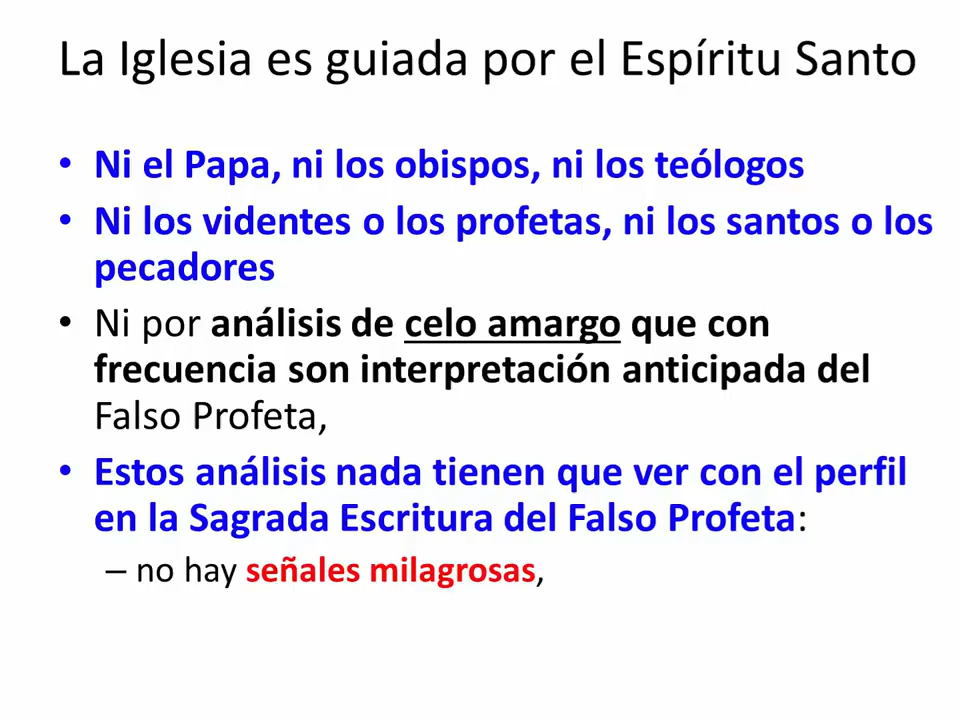 La Iglesia es guiada por el Espíritu Santo
• Ni el Papa, ni los obispos, ni los teólogos
• Ni los videntes o los profetas, ni los santos o los
pecadores
• Ni por análisis de celo amargo que con
frecuencia son interpretación anticipada del
Falso Profeta,
• Estos análisis nada tienen que ver con el perfil
en la Sagrada Escritura del Falso Profeta:
– no hay señales milagrosas,